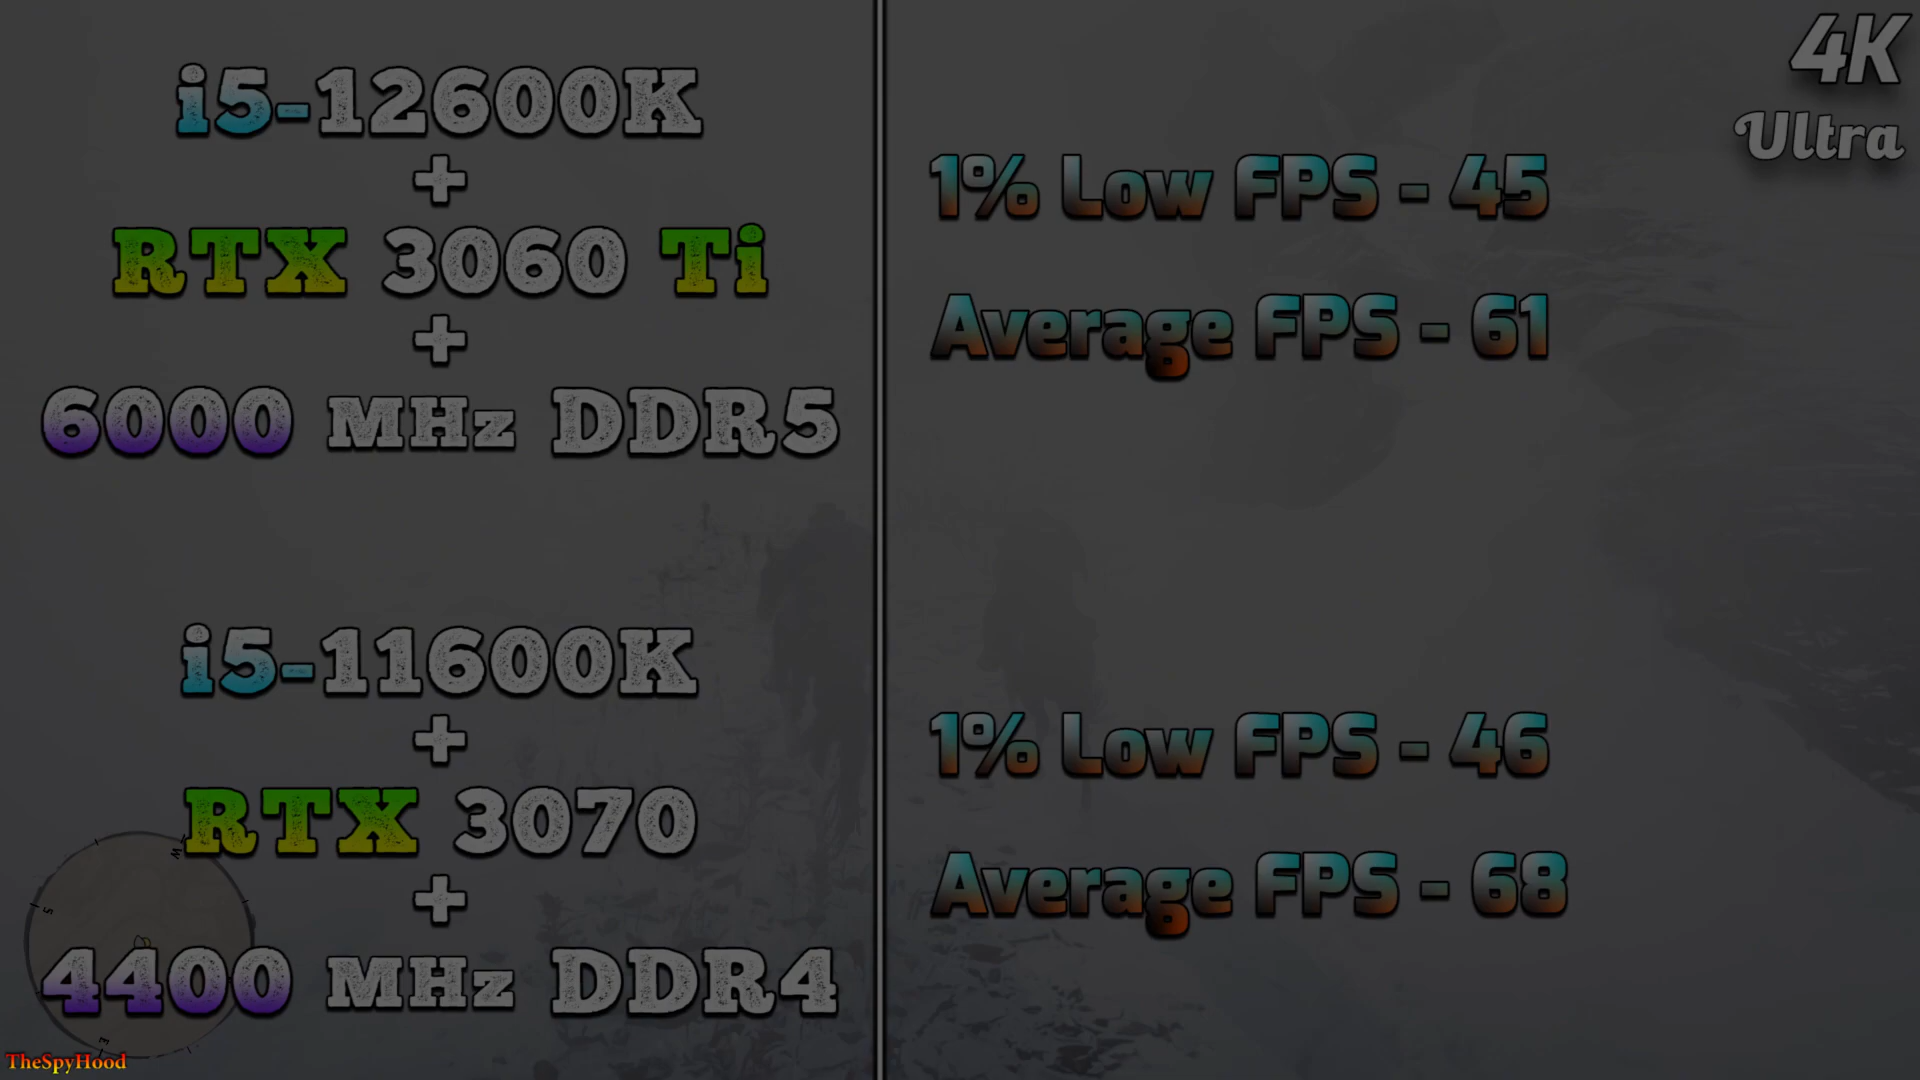 i5-12600K
+
RTX 3060 Ti
+
6000 MHz DDR5
1% Low FPS - 45
Average FPS - 61
4K
Ultra
i5-11600K
+
RTX 3070
+
4400 MHz DDR4
1% Low FPS - 46
Average FPS - 68
W
S
E
TheSpyHood